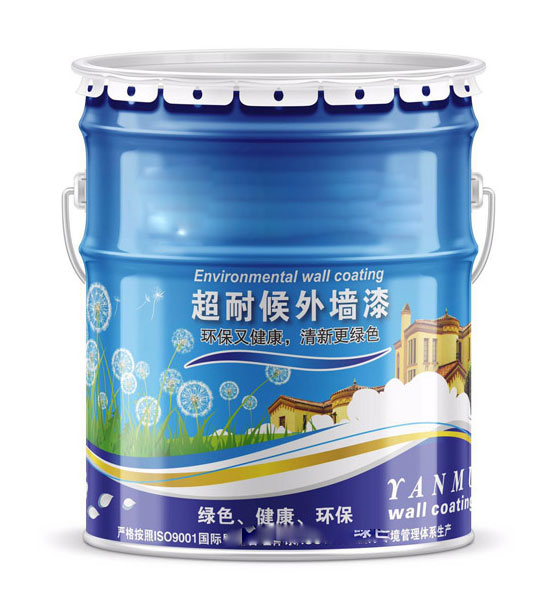 Environmental wall coating
超耐候外墙漆
环保又健康，清新更绿色
YANMU
wall coating
绿色、健康、环保
严格按照ISO9001国际 境管理体系生产